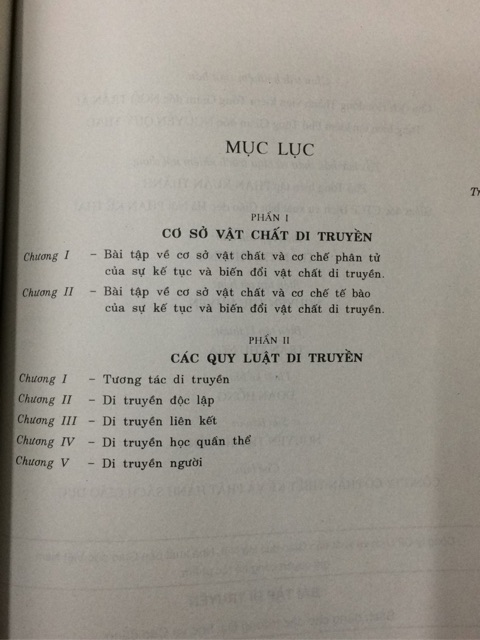 MỤC LỤC
Tr
PHẦN I
CƠ SỞ VẬT CHẤT DI TRUYỀN
Chương I – Bài tập về cơ sở vật chất và cơ chế phân tử
của sự kế tục và biến đổi vật chất di truyền.
Chương II – Bài tập về cơ sở vật chất và cơ chế tế bào
của sự kế tục và biến đổi vật chất di truyền.
PHẦN II
CÁC QUY LUẬT DI TRUYỀN
Chương I – Tương tác di truyền
Chương II – Di truyền độc lập
Chương III – Di truyền liên kết
Chương IV – Di truyền học quấn thể
Chương V – Di truyền người